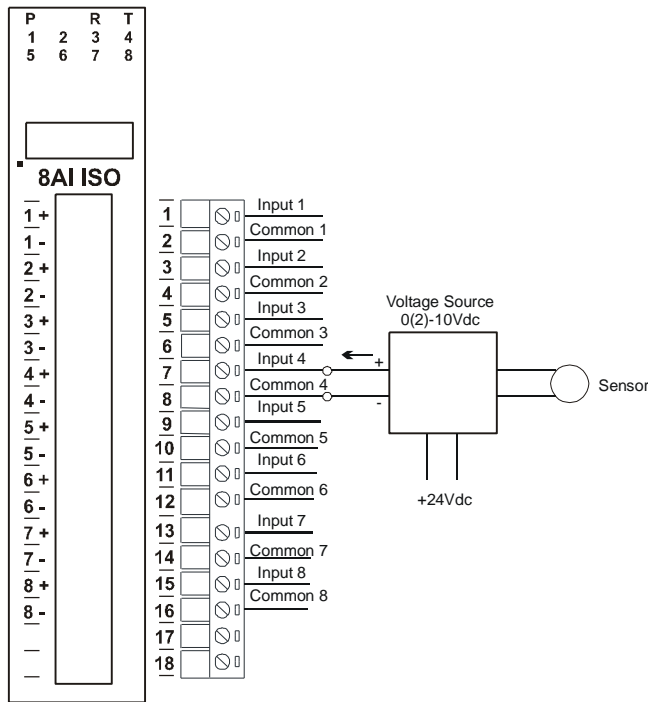 P R T
1 2 3 4
5 6 7 8
8AI ISO
1 +
1 -
2 +
2 -
3 +
3 -
4 +
4 -
5 +
5 -
6 +
6 -
7 +
7 -
8 +
8 -
1 Input 1
2 Common 1
3 Input 2
4 Common 2
5 Input 3
6 Common 3
7 Input 4
8 Common 4
9 Input 5
10 Common 5
11 Input 6
12 Common 6
13 Input 7
14 Common 7
15 Input 8
16 Common 8
17
18
Voltage Source
0(2)-10Vdc
+
-
+24Vdc
Sensor